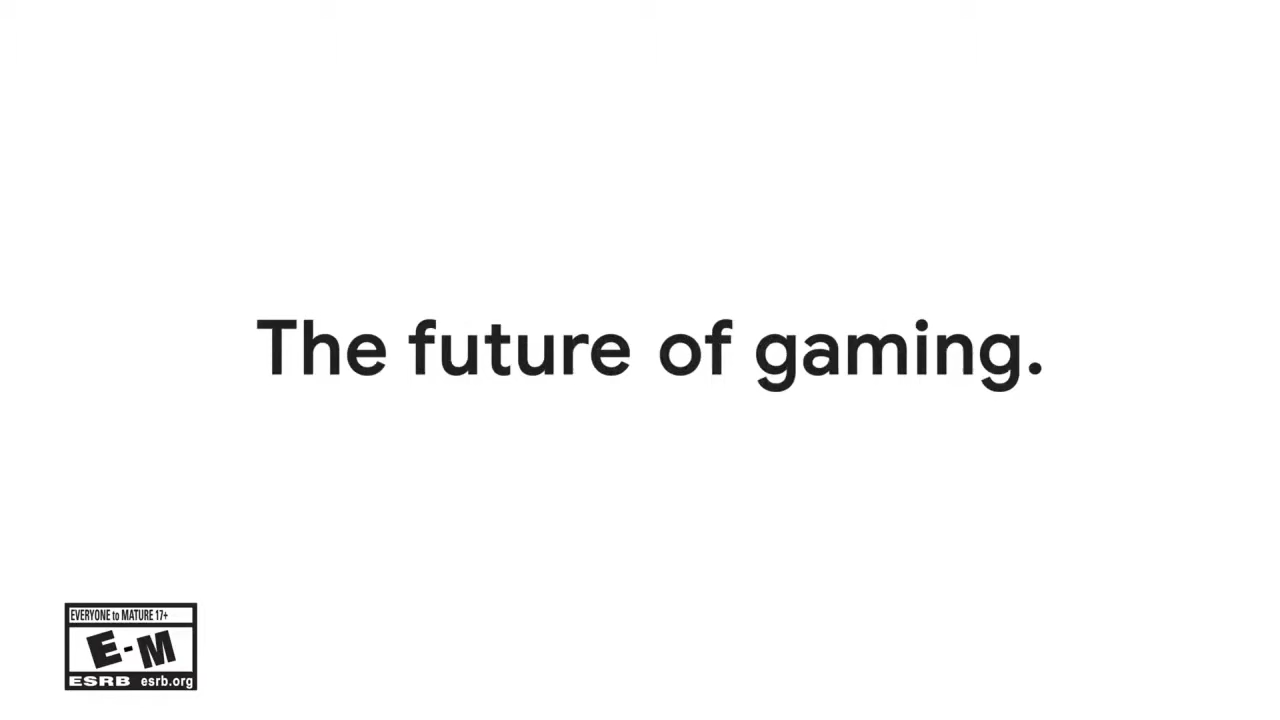 The future of gaming.
EVERYONE to MATURE 17+
E-M
ESRB esrb.org